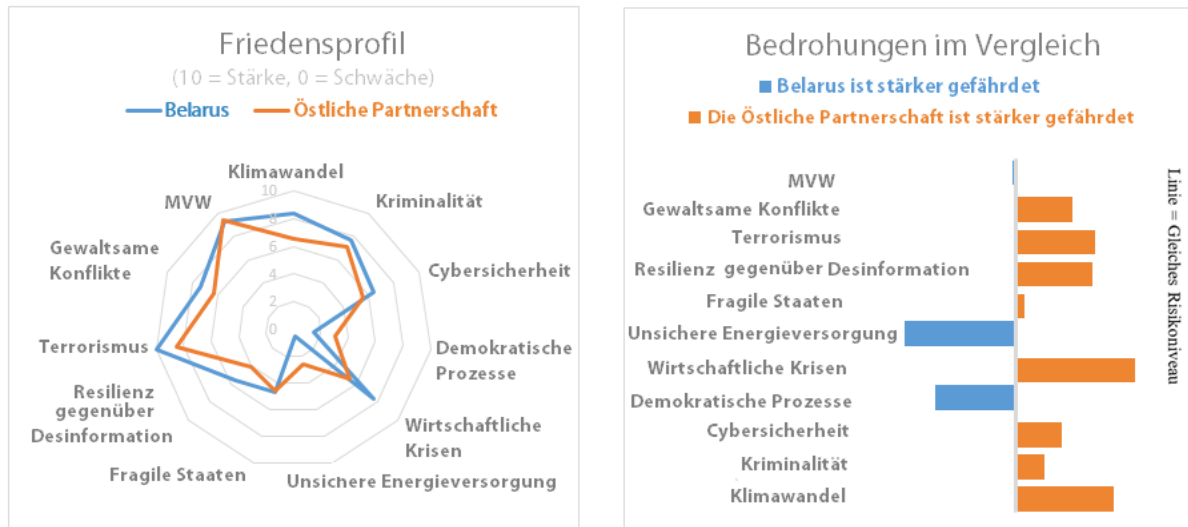 Friedensprofil
(10 = Stärke, 0 = Schwäche)
Belarus
Östliche Partnerschaft
Klimawandel
Kriminalität
Cybersicherheit
Demokratische
Prozesse
Wirtschaftliche
Krisen
Unsichere Energieversorgung
Fragile Staaten
Resilienz
gegenüber
Desinformation
Terrorismus
Gewaltsame
Konflikte
MVW
10
8
6
4
2
0
Bedrohungen im Vergleich
Belarus ist stärker gefährdet
Die Östliche Partnerschaft ist stärker gefährdet
MVW
Gewaltsame Konflikte
Terrorismus
Resilienz gegenüber Desinformation
Fragile Staaten
Unsichere Energieversorgung
Wirtschaftliche Krisen
Demokratische Prozesse
Cybersicherheit
Kriminalität
Klimawandel
Linie = Gleiches Risikoniveau